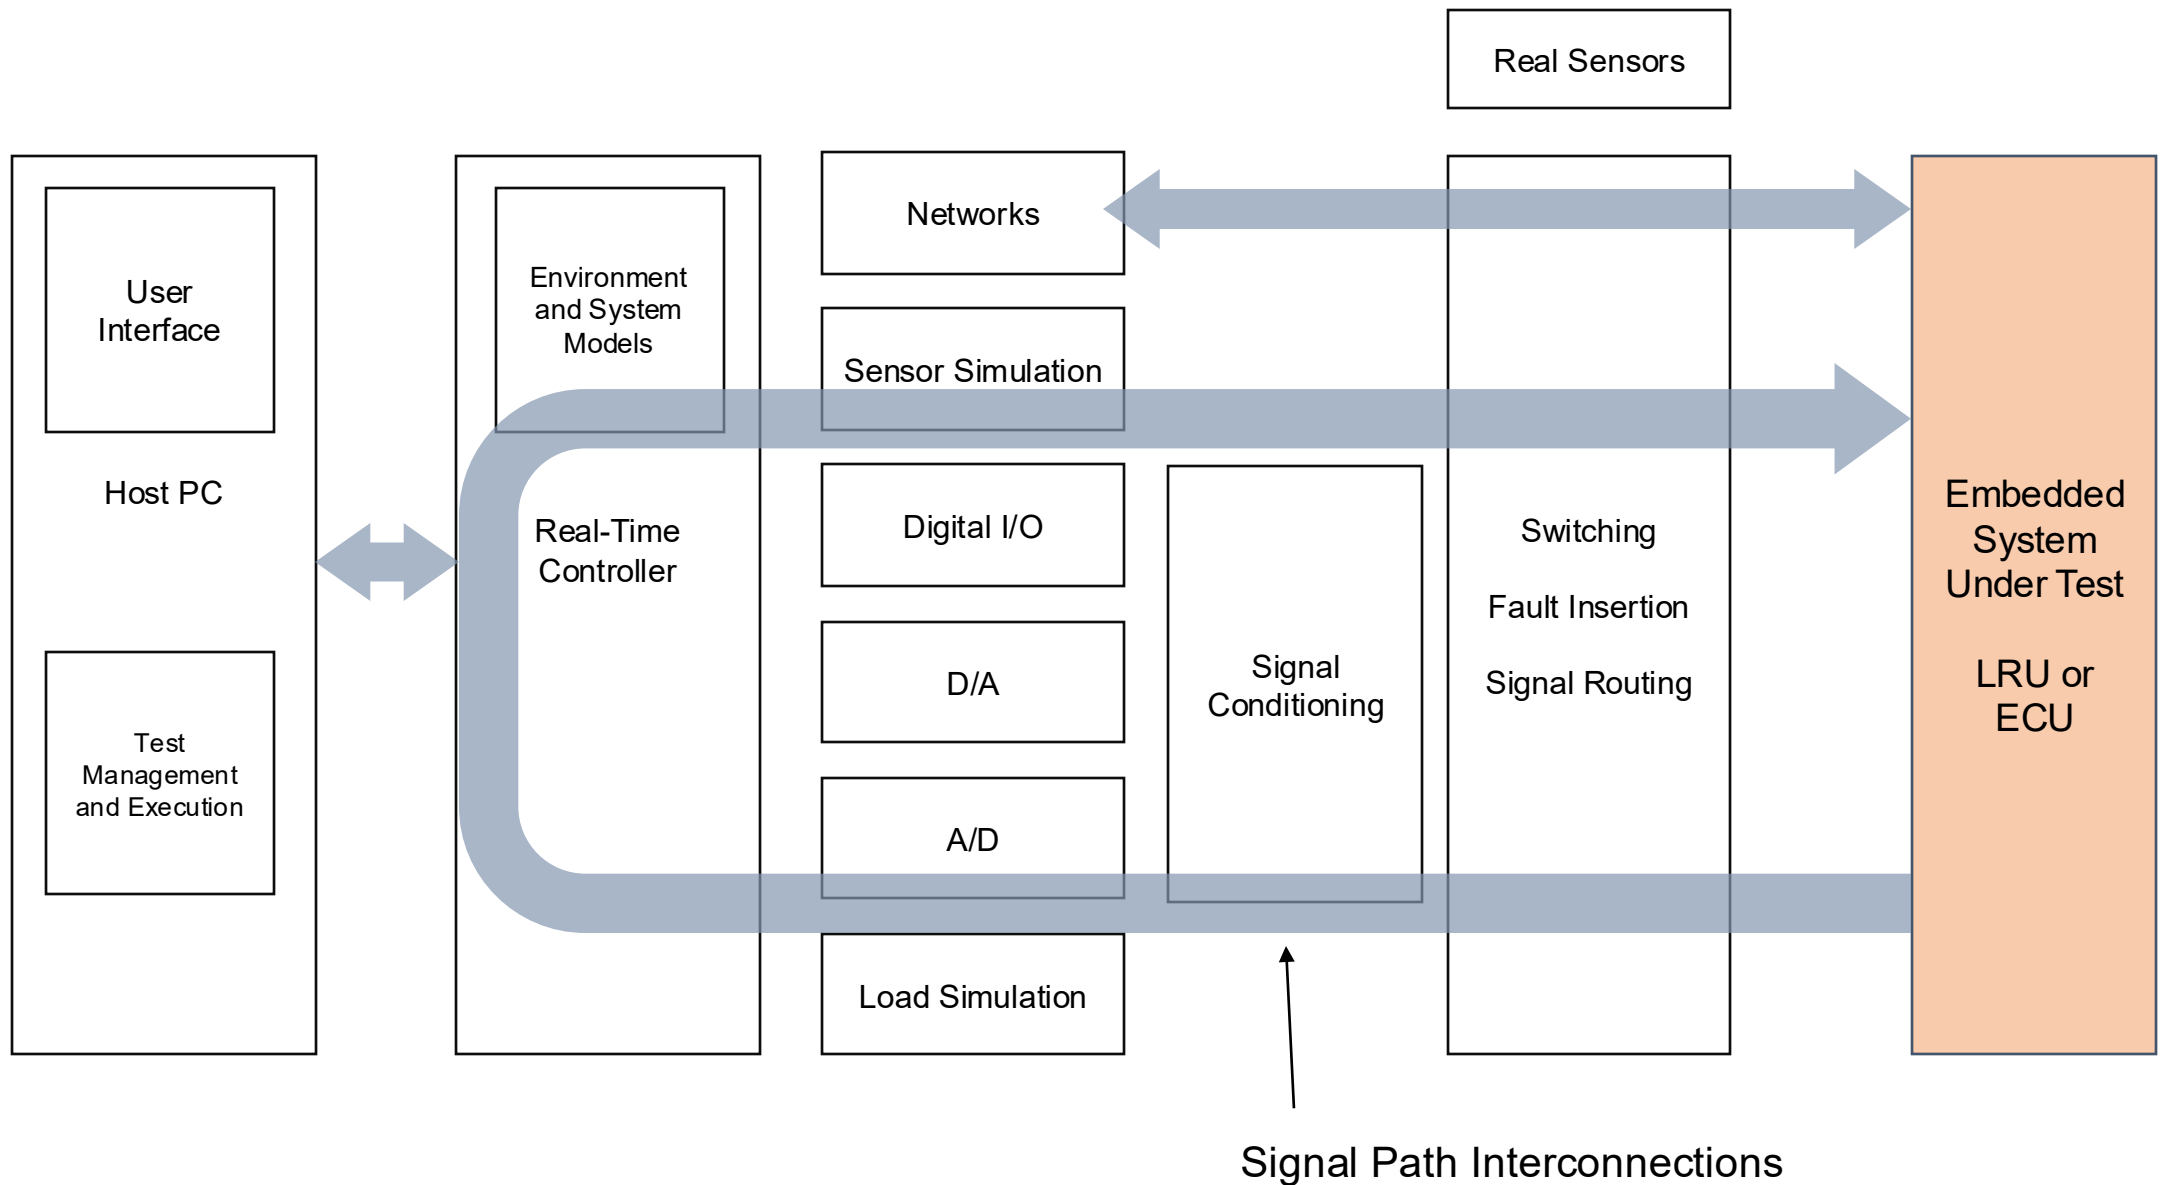 Real Sensors
User
Interface
Host PC
Test
Management
and Execution
Environment
and System
Models
Real-Time
Controller
Networks
Sensor Simulation
Digital I/O
D/A
A/D
Load Simulation
Signal
Conditioning
Switching
Fault Insertion
Signal Routing
Embedded
System
Under Test
LRU or
ECU
Signal Path Interconnections